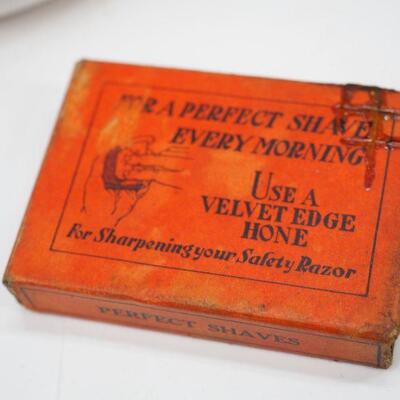 FOR A PERFECT SHAVE
EVERY MORNING
USE A
VELVET EDGE
HONE
For Sharpening your Safety Razor
PERFECT SHAVES